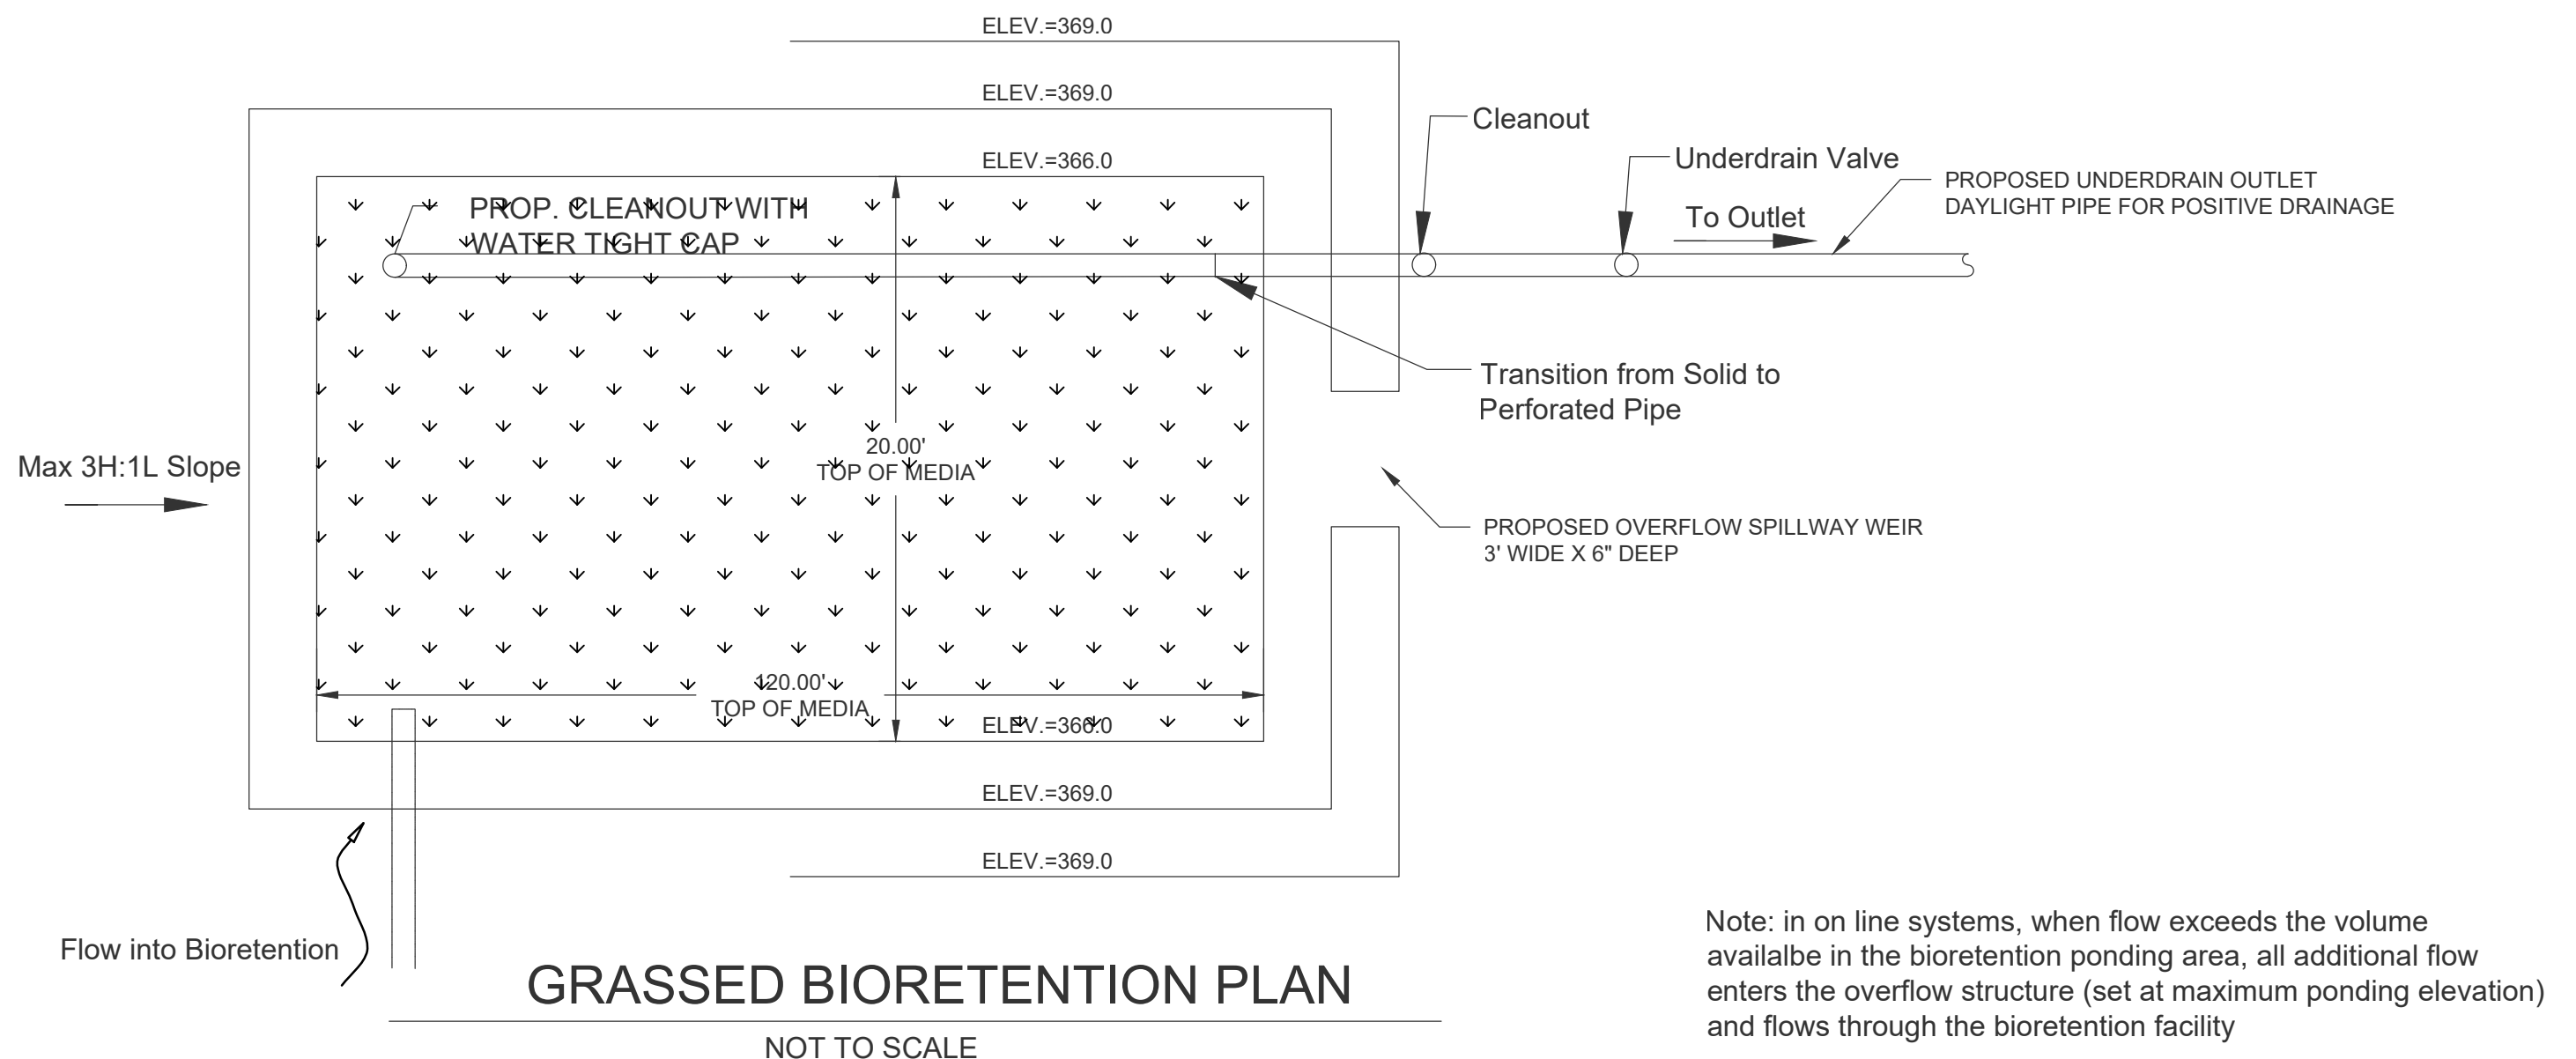 ELEV.=369.0
ELEV.=369.0
Cleanout
ELEV.=366.0
Underdrain Valve
PROPOSED UNDERDRAIN OUTLET
DAYLIGHT PIPE FOR POSITIVE DRAINAGE
PROP. CLEANOUT WITH
WATER TIGHT CAP
To Outlet
Transition from Solid to
Perforated Pipe
20.00'
TOP OF MEDIA
Max 3H:1L Slope
PROPOSED OVERFLOW SPILLWAY WEIR
3' WIDE X 6" DEEP
120.00'
TOP OF MEDIA
ELEV.=366.0
ELEV.=369.0
ELEV.=369.0
Flow into Bioretention
GRASSED BIORETENTION PLAN
NOT TO SCALE
Note: in on line systems, when flow exceeds the volume
availalbe in the bioretention ponding area, all additional flow
enters the overflow structure (set at maximum ponding elevation)
and flows through the bioretention facility